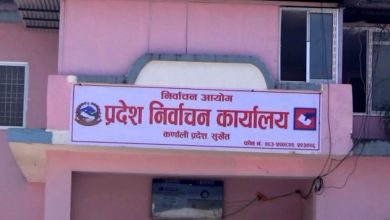 निर्वाचन आयोग
प्रदेश निर्वाचन कार्यालय
कर्णाली प्रदेश, सुर्खेत
फोन नं.